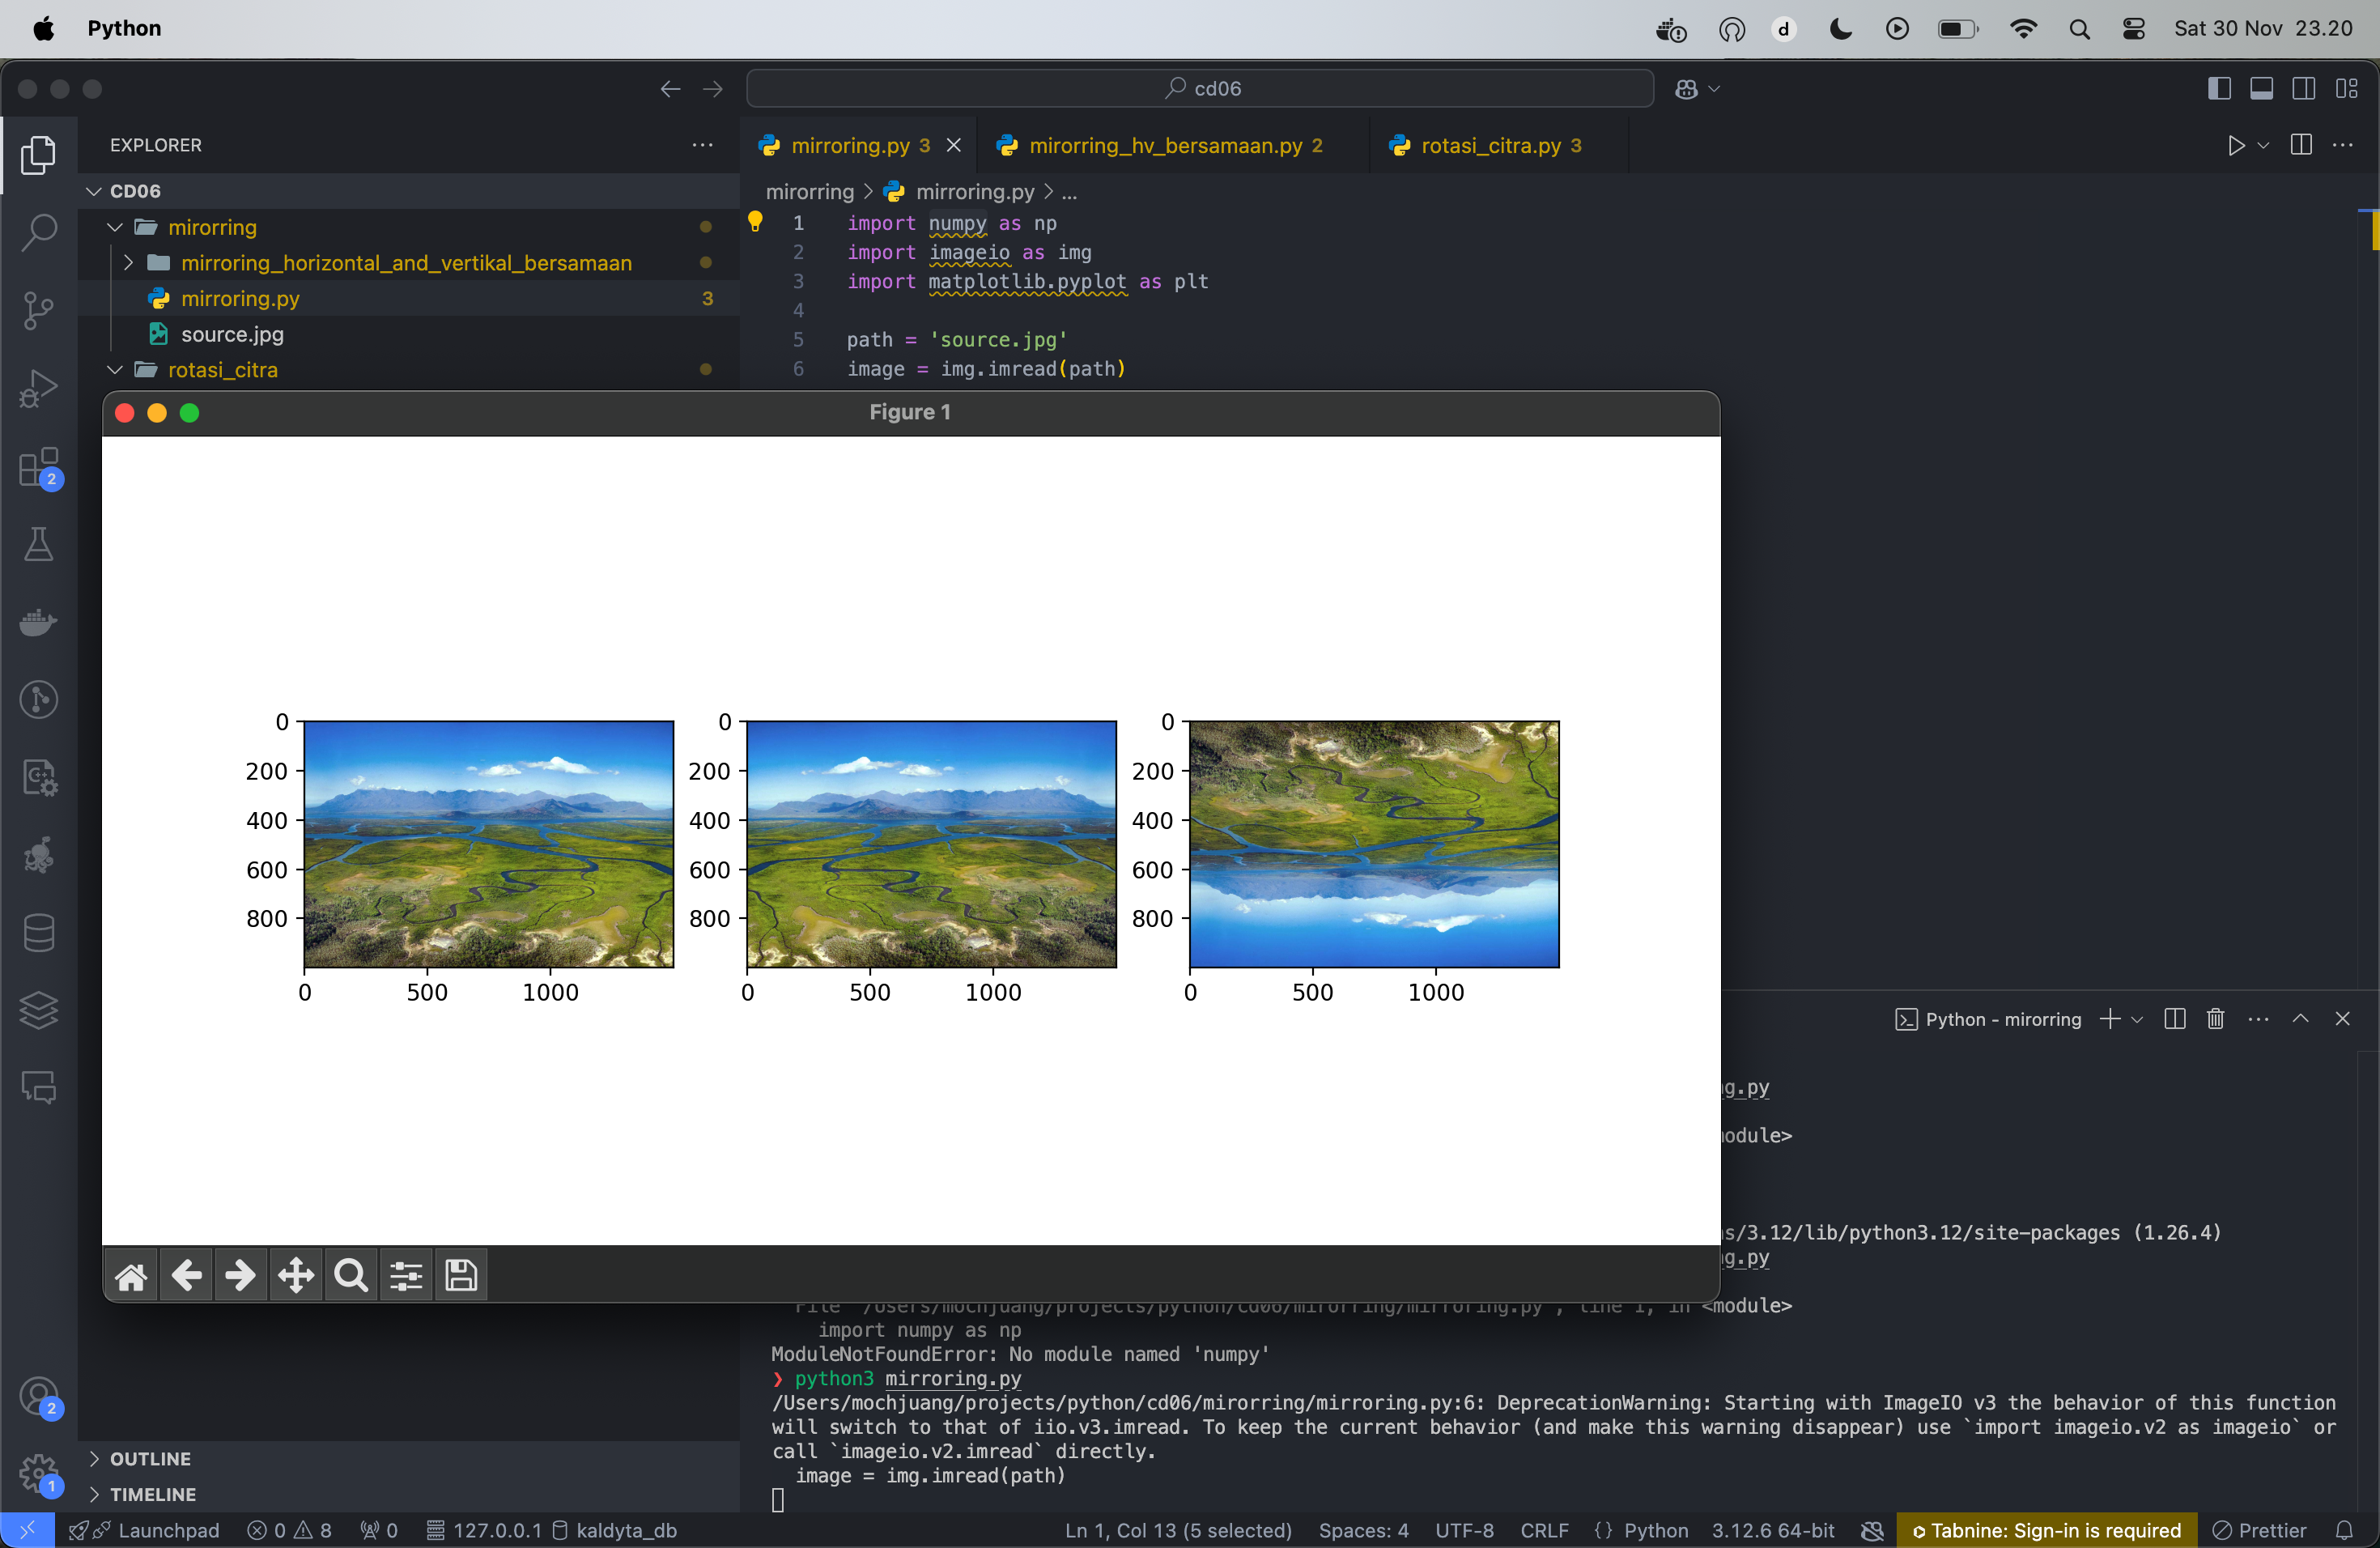 Python
d
Sat 30 Nov 23.20
cd06
EXPLORER
mirroring.py 3
mirorring_hv_bersamaan.py 2
rotasi_citra.py 3
CD06
mirorring > mirroring.py > ...
mirorring
mirroring_horizontal_and_vertikal_bersamaan
mirroring.py 3
source.jpg
rotasi_citra
1 import numpy as np
2 import imageio as img
3 import matplotlib.pyplot as plt
4
5 path = 'source.jpg'
6 image = img.imread(path)
Figure 1
0
200
400
600
800
0 500 1000
0
200
400
600
800
0 500 1000
0
200
400
600
800
0 500 1000
2
2
1
Python - mirorring
g.py
module>
s/3.12/lib/python3.12/site-packages (1.26.4)
g.py
File "/Users/mochjuang/projects/python/cd06/mirorring/mirroring.py", line 1, in <module>
import numpy as np
ModuleNotFoundError: No module named 'numpy'
❯ python3 mirroring.py
/Users/mochjuang/projects/python/cd06/mirorring/mirroring.py:6: DeprecationWarning: Starting with ImageIO v3 the behavior of this function
will switch to that of iio.v3.imread. To keep the current behavior (and make this warning disappear) use `import imageio.v2 as imageio` or
call `imageio.v2.imread` directly.
image = img.imread(path)
OUTLINE
TIMELINE
Launchpad 0 8 0 127.0.0.1 kaldyta_db Ln 1, Col 13 (5 selected) Spaces: 4 UTF-8 CRLF {} Python 3.12.6 64-bit Tabnine: Sign-in is required Prettier